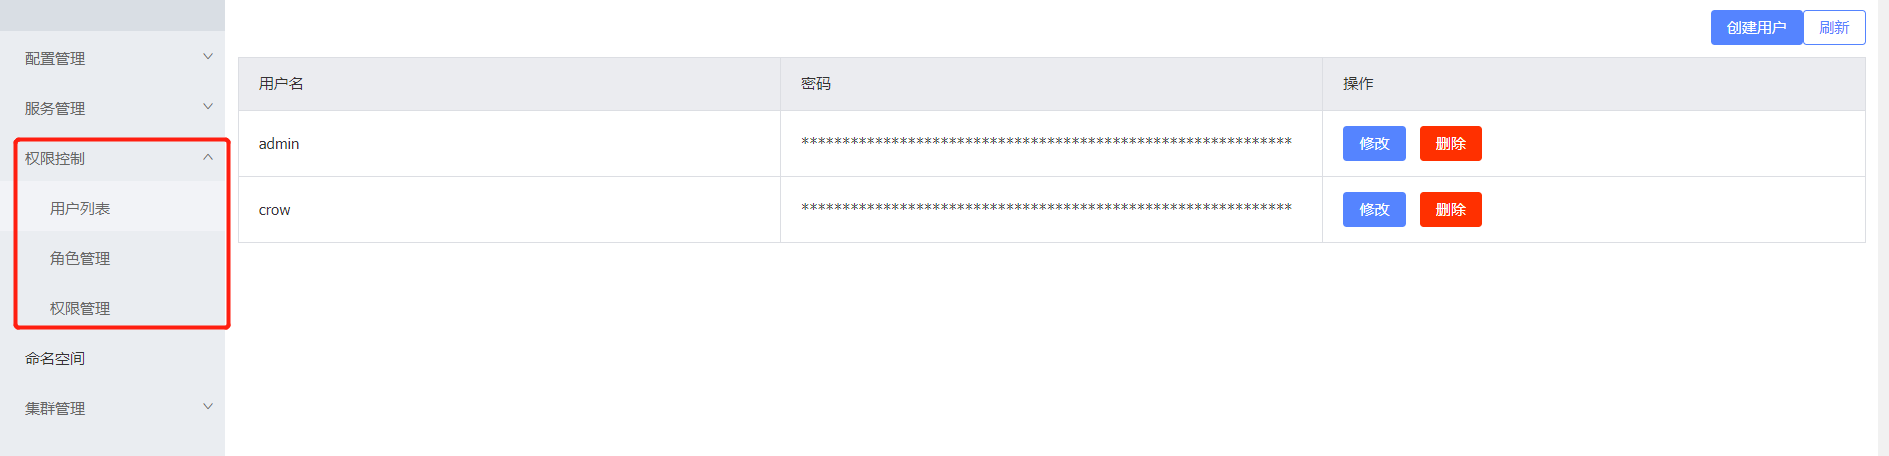 创建用户
刷新
配置管理
服务管理
权限控制
用户列表
角色管理
权限管理
命名空间
集群管理
用户名 密码 操作
admin ************************************************************ 修改 删除
crow ************************************************************ 修改 删除